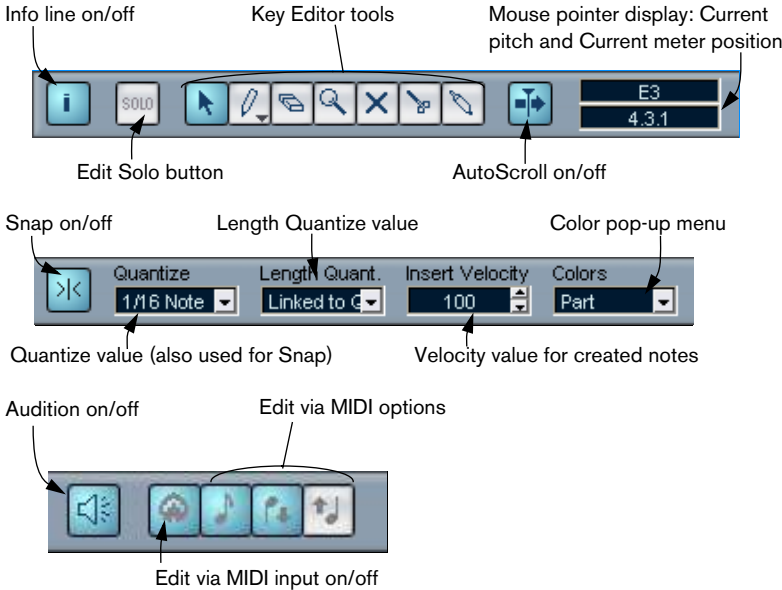 Info line on/off
Key Editor tools
Mouse pointer display: Current
pitch and Current meter position
i
SOLO
E3
4.3.1
Edit Solo button
AutoScroll on/off
Snap on/off
Length Quantize value
Color pop-up menu
Quantize
Length Quant.
Insert Velocity
Colors
1/16 Note
Linked to Q
100
Part
Quantize value (also used for Snap)
Velocity value for created notes
Audition on/off
Edit via MIDI options
Edit via MIDI input on/off